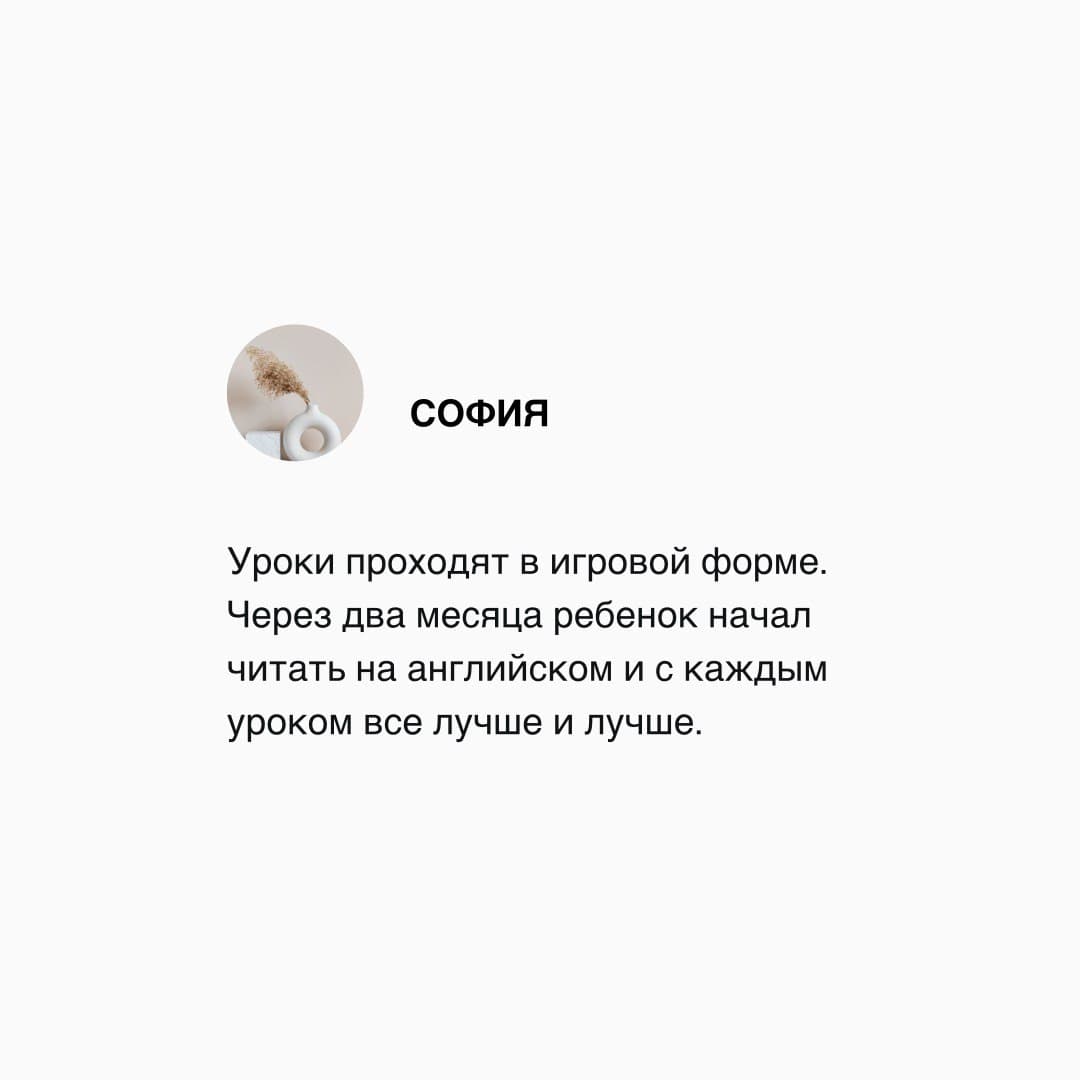 СОФИЯ
Уроки проходят в игровой форме.
Через два месяца ребенок начал
читать на английском и с каждым
уроком все лучше и лучше.